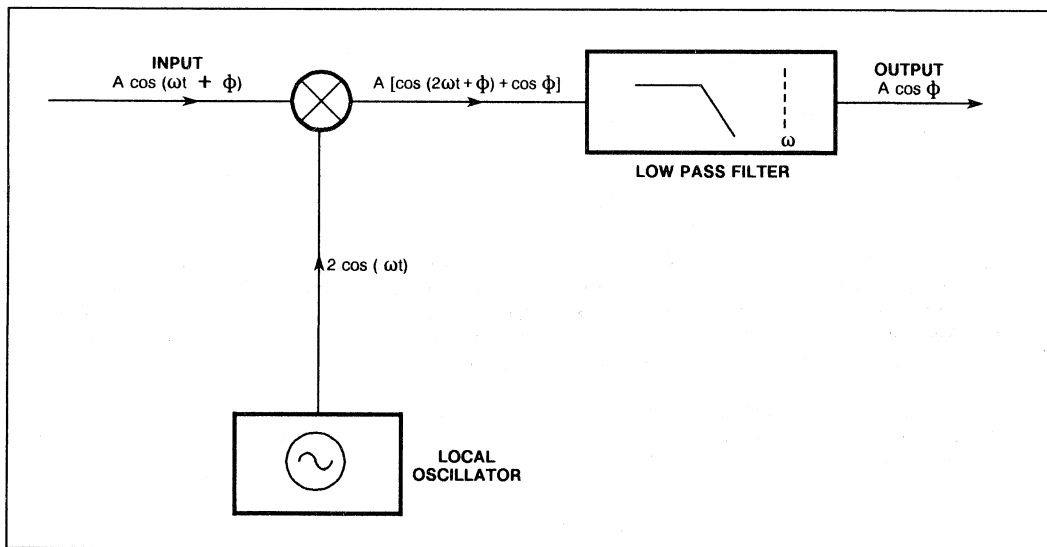 INPUT
A cos (ωt + ϕ)
A [cos (2ωt+ϕ) + cos ϕ]
OUTPUT
A cos ϕ
ω
LOW PASS FILTER
2 cos ( ωt)
LOCAL
OSCILLATOR